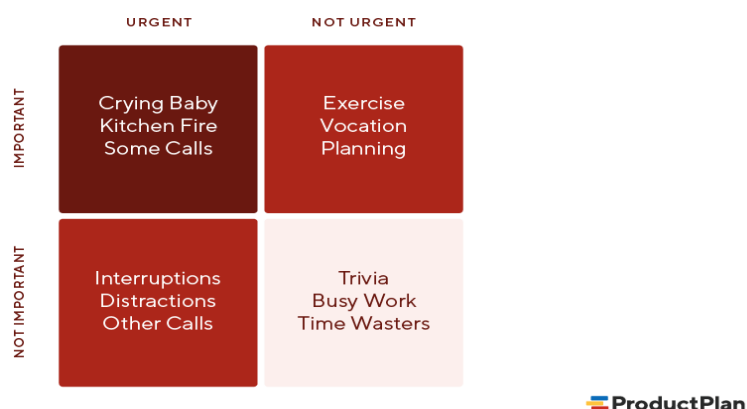 URGENT
NOT URGENT
IMPORTANT
Crying Baby
Kitchen Fire
Some Calls
Exercise
Vocation
Planning
NOT IMPORTANT
Interruptions
Distractions
Other Calls
Trivia
Busy Work
Time Wasters
ProductPlan